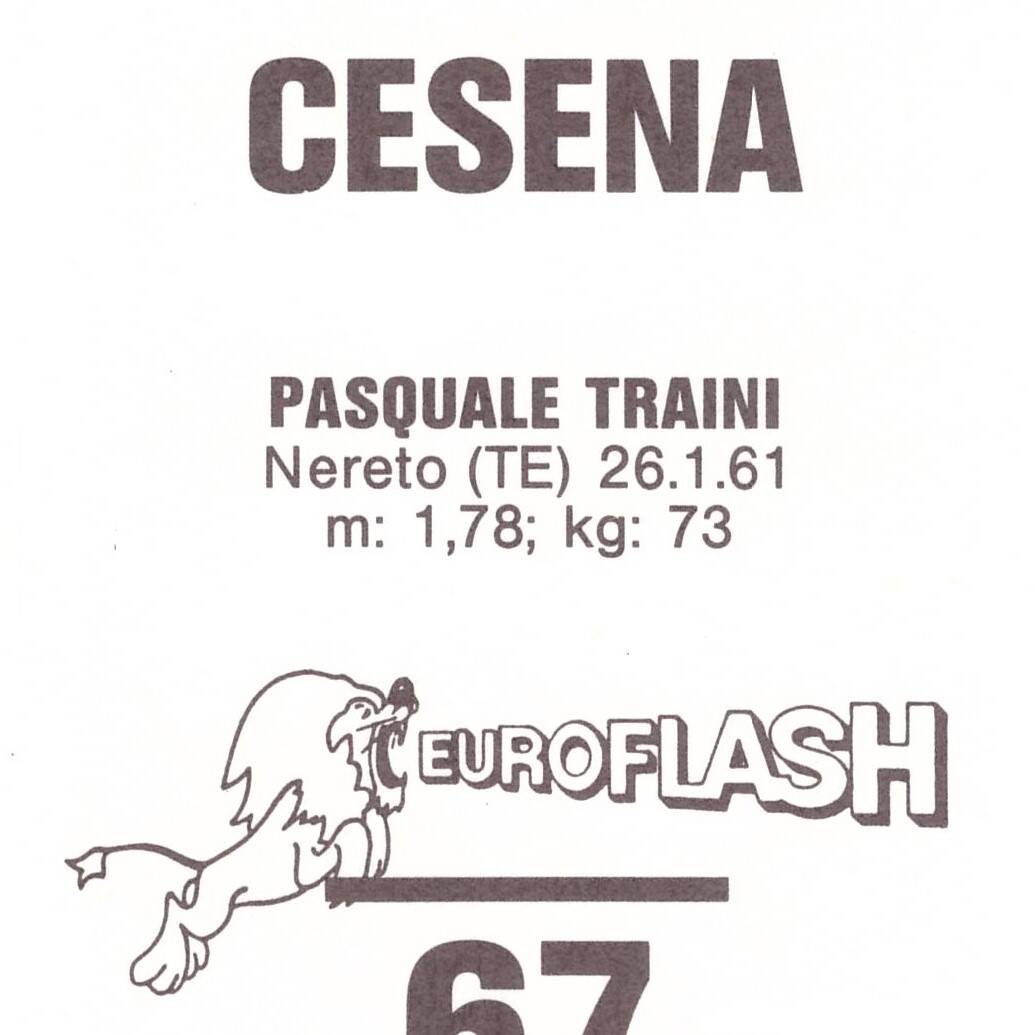 CESENA
PASQUALE TRAINI
Nereto (TE) 26.1.61
m: 1,78; kg: 73
EUROFLASH
67